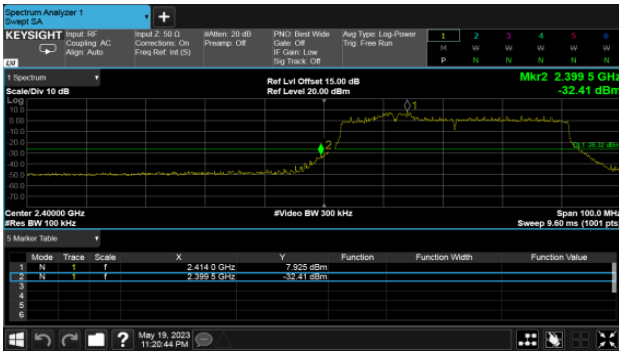 Spectrum Analyzer 1
Swept SA
KEYSIGHT Input: RF Input Z: 50 Ω #Atten: 20 dB PNO: Best Wide Avg Type: Log-Power 1 2 3 4 5 6
Coupling: AC Corrections: On Preamp: Off Gate: Off Trig: Free Run M W W W W W
Align: Auto Freq Ref: Int (S) IF Gain: Low
Sig Track: Off P N N N N N
LXI
1 Spectrum Ref Lvl Offset 15.00 dB Mkr2 2.399 5 GHz
Scale/Div 10 dB Ref Level 20.00 dBm -32.41 dBm
Log
10.0
0.00
-10.0
-20.0
-30.0
-40.0
-50.0
-60.0
-70.0
1
2
DL1 -26.32 dBm
Center 2.40000 GHz #Video BW 300 kHz Span 100.0 MHz
#Res BW 100 kHz Sweep 9.60 ms (1001 pts)
5 Marker Table
Mode Trace Scale X Y Function Function Width Function Value
1 N 1 f 2.414 0 GHz 7.925 dBm
2 N 1 f 2.399 5 GHz -32.41 dBm
3
4
5
6
? May 19, 2023
11:20:44 PM